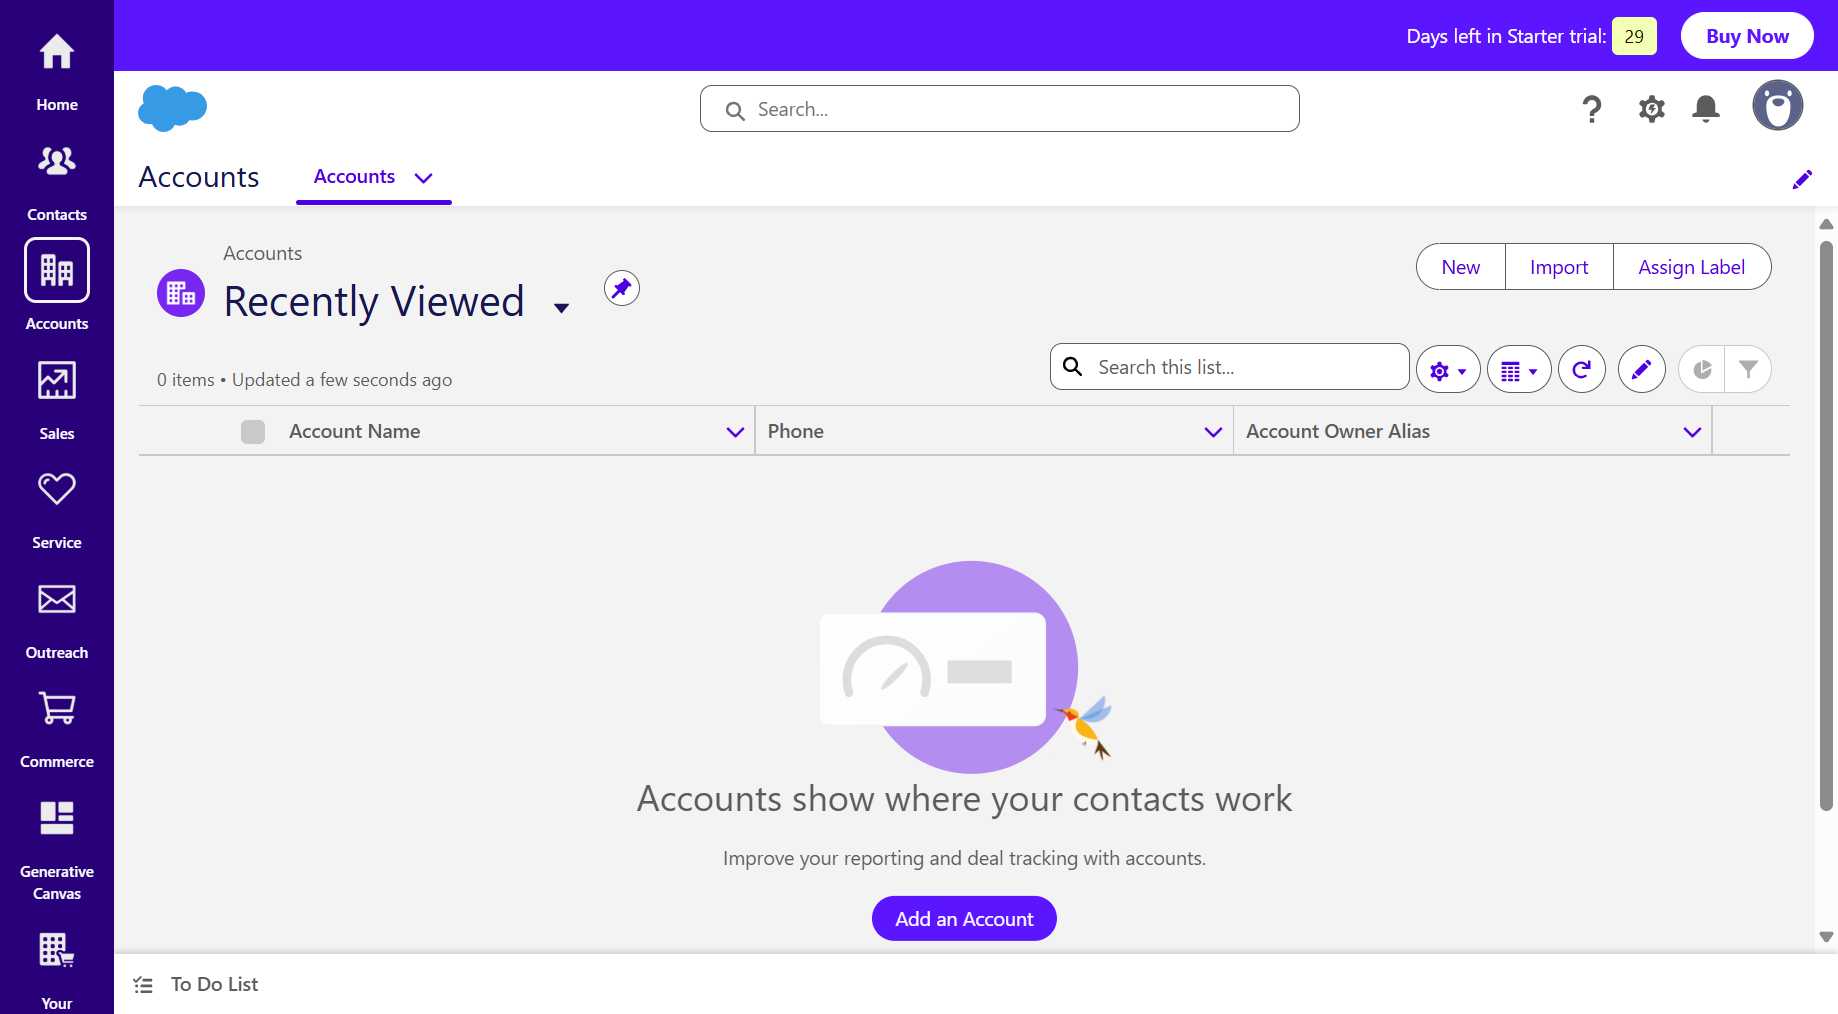 Days left in Starter trial: 29
Buy Now
Home
Contacts
Accounts
Sales
Service
Outreach
Commerce
Generative
Canvas
Your
Search...
Accounts
Accounts
Accounts
Recently Viewed
New
Import
Assign Label
0 items • Updated a few seconds ago
Search this list...
Account Name
Phone
Account Owner Alias
Accounts show where your contacts work
Improve your reporting and deal tracking with accounts.
Add an Account
To Do List